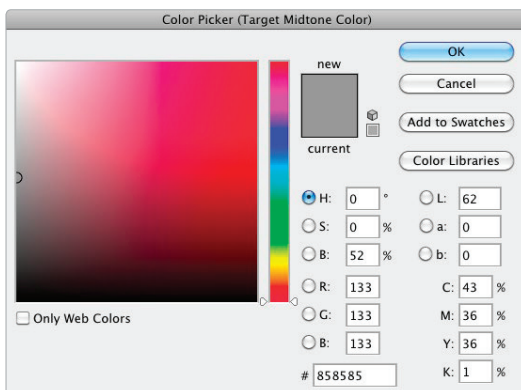 Color Picker (Target Midtone Color)
new
current
OK
Cancel
Add to Swatches
Color Libraries
H: 0 °
L: 62
S: 0 %
a: 0
B: 52 %
b: 0
R: 133
C: 43 %
G: 133
M: 36 %
B: 133
Y: 36 %
# 858585
K: 1 %
Only Web Colors